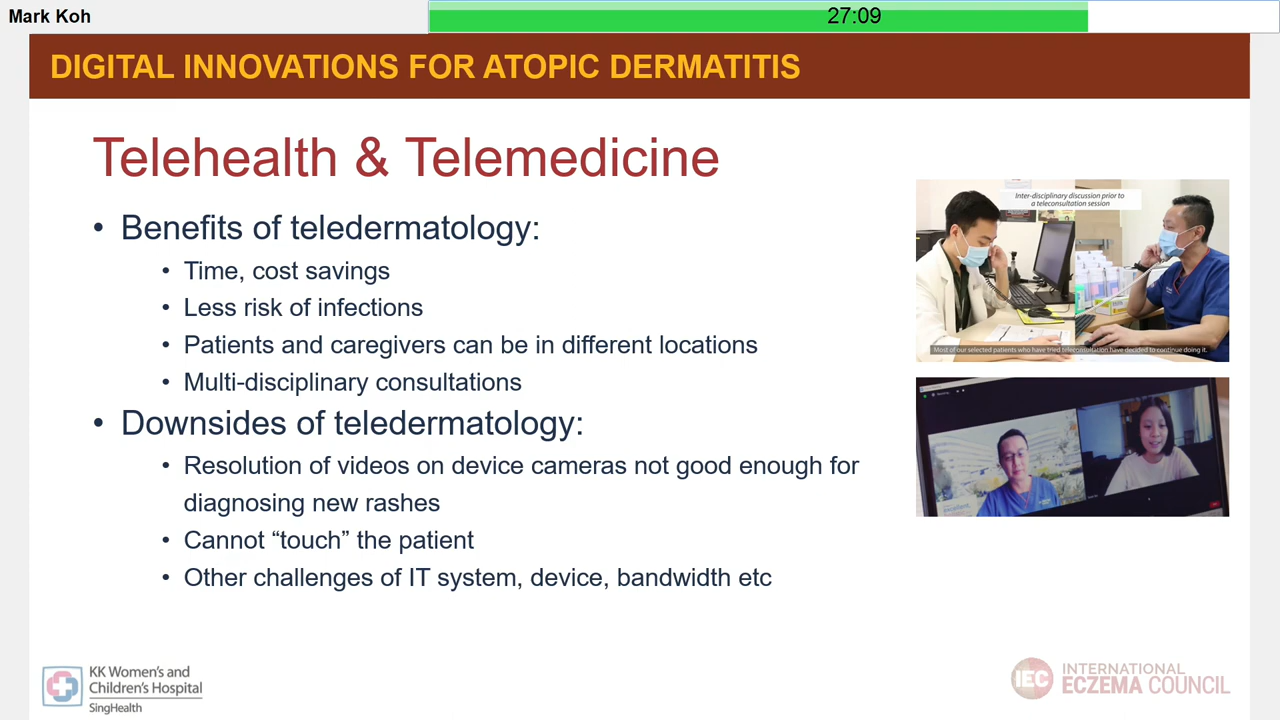 Mark Koh
27:09
DIGITAL INNOVATIONS FOR ATOPIC DERMATITIS
Telehealth & Telemedicine
• Benefits of teledermatology:
• Time, cost savings
• Less risk of infections
• Patients and caregivers can be in different locations
• Multi-disciplinary consultations
• Downsides of teledermatology:
• Resolution of videos on device cameras not good enough for
diagnosing new rashes
• Cannot “touch” the patient
• Other challenges of IT system, device, bandwidth etc
Inter-disciplinary discussion prior to
a teleconsultation session
Most of our selected patients who have tried teleconsultation have decided to continue doing it.
KK Women's and
Children's Hospital
SingHealth
IEC
INTERNATIONAL
ECZEMA COUNCIL